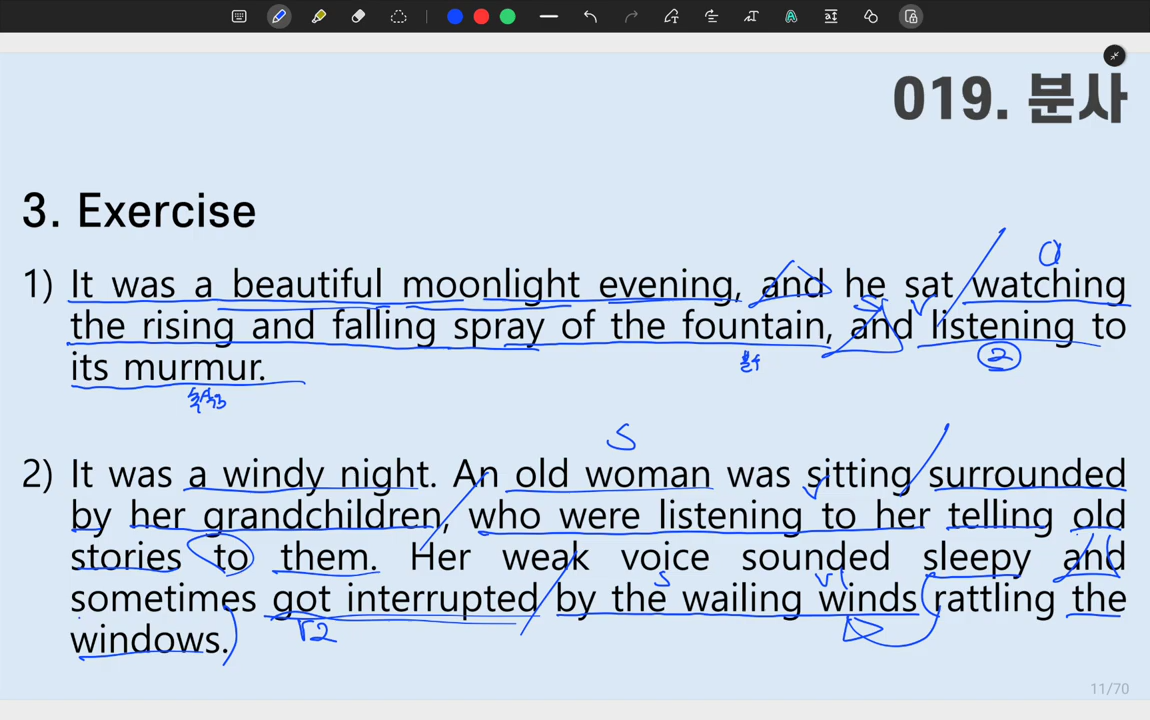 019. 분사
3. Exercise
1) It was a beautiful moonlight evening, and he sat watching
the rising and falling spray of the fountain, and listening to
2
its murmur.
S
2) It was a windy night. An old woman was sitting surrounded
by her grandchildren, who were listening to her telling old
stories to them. Her weak voice sounded sleepy and
S V1
sometimes got interrupted by the wailing winds rattling the
V2
windows.
11/70